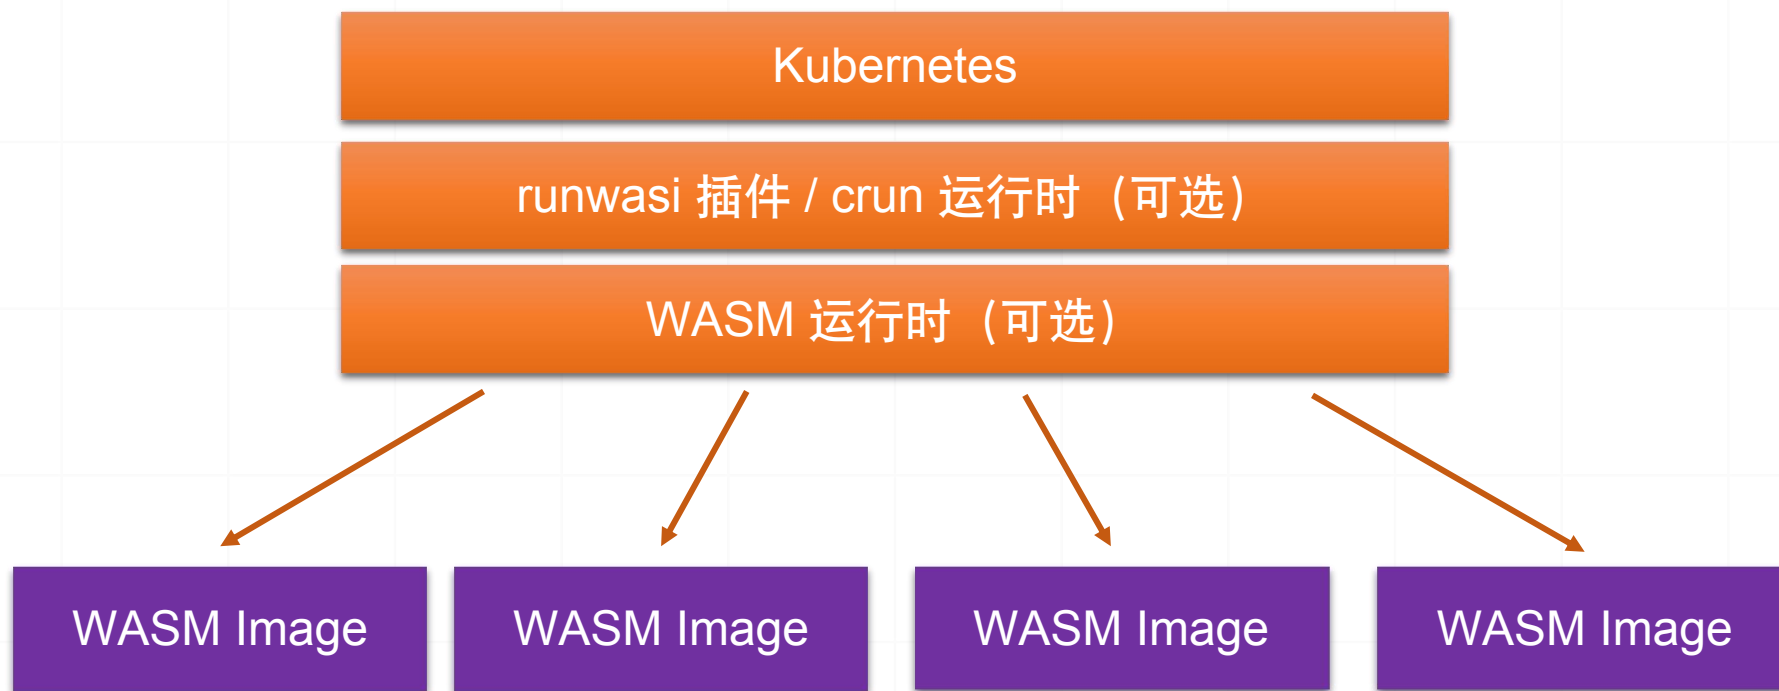 Kubernetes
runwasi 插件 / crun 运行时（可选）
WASM 运行时（可选）
WASM Image
WASM Image
WASM Image
WASM Image